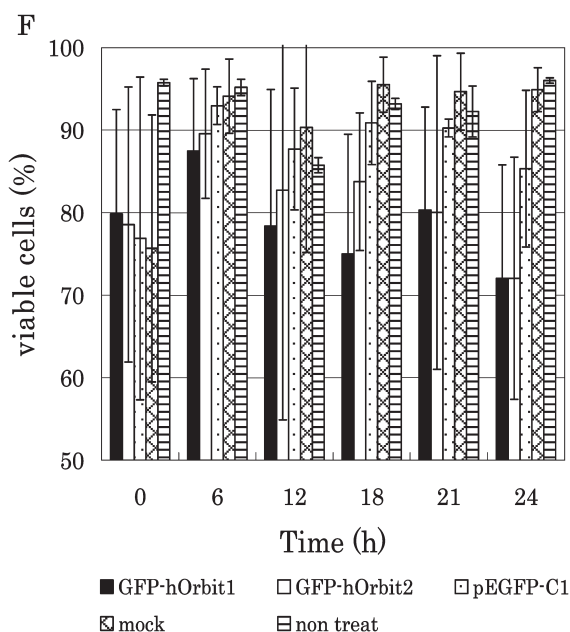 F
100
90
80
70
60
50
viable cells (%)
0 6 12 18 21 24
Time (h)
GFP-hOrbit1 GFP-hOrbit2 pEGFP-C1
mock non treat